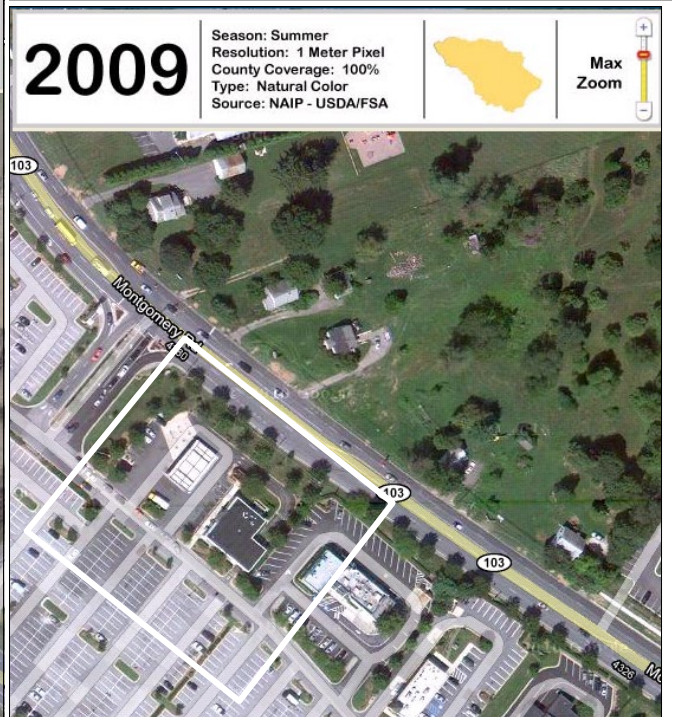 2009
Season: Summer
Resolution: 1 Meter Pixel
County Coverage: 100%
Type: Natural Color
Source: NAIP - USDA/FSA
Max
Zoom
+
-
103
Montgomery Rd
103
103
4326